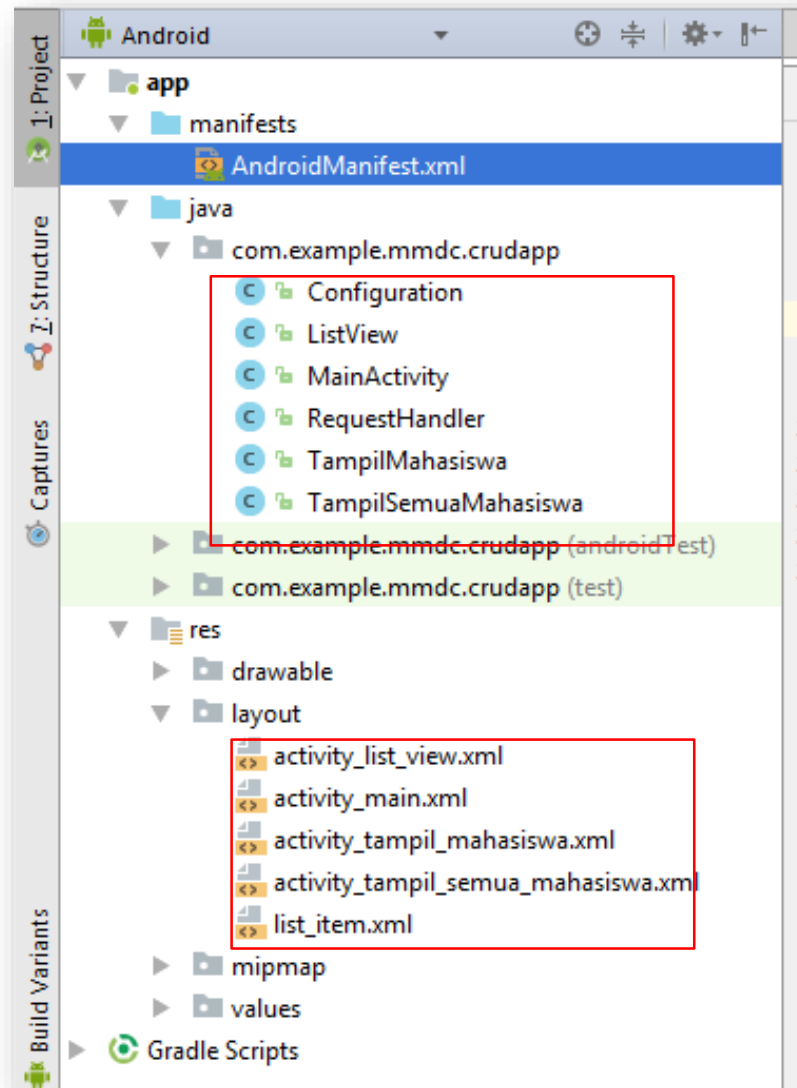 Android
1: Project
app
manifests
AndroidManifest.xml
java
7: Structure
com.example.mmdc.crudapp
C Configuration
C ListView
C MainActivity
C RequestHandler
C TampilMahasiswa
C TampilSemuaMahasiswa
Captures
com.example.mmdc.crudapp (androidTest)
com.example.mmdc.crudapp (test)
res
drawable
layout
activity_list_view.xml
activity_main.xml
activity_tampil_mahasiswa.xml
activity_tampil_semua_mahasiswa.xml
list_item.xml
mipmap
values
Build Variants
Gradle Scripts